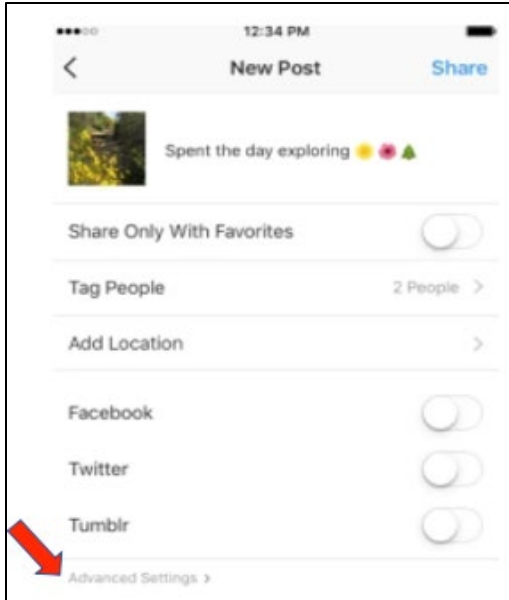 12:34 PM
< New Post Share
Spent the day exploring 🌼🌺🌲
Share Only With Favorites
Tag People 2 People >
Add Location >
Facebook
Twitter
Tumblr
Advanced Settings >